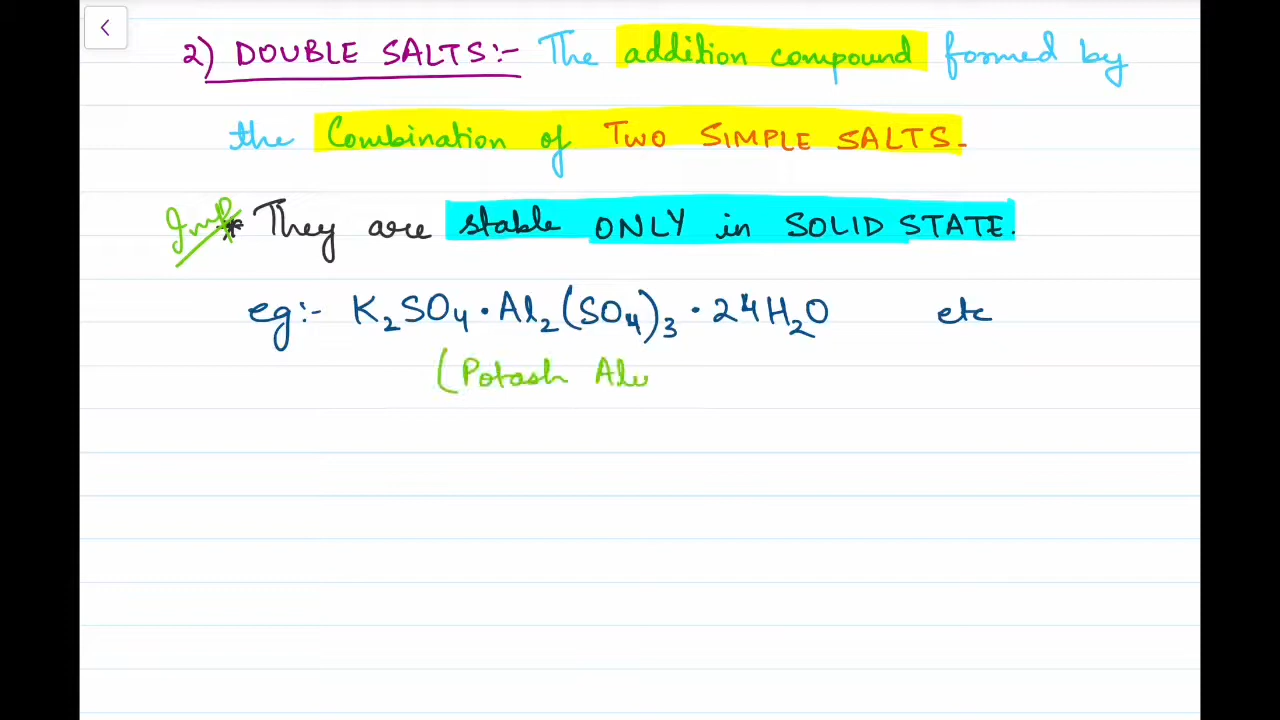 2) DOUBLE SALTS:- The addition compound formed by
the Combination of TWO SIMPLE SALTS.
Imp * They are stable ONLY in SOLID STATE.
eg:- K₂SO₄·Al₂(SO₄)₃·24H₂O etc
(Potash Alu